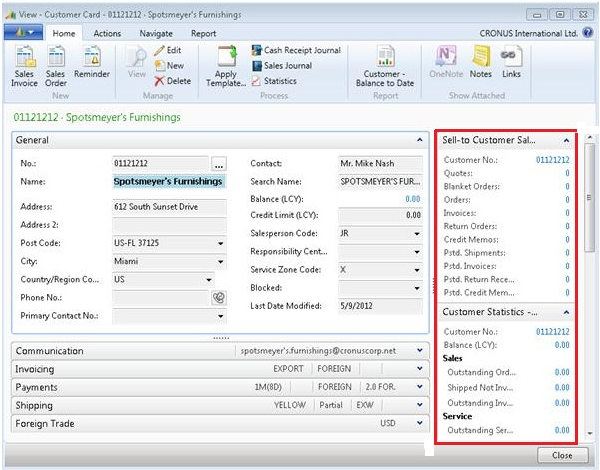 View - Customer Card - 01121212 · Spotsmeyer's Furnishings
Home Actions Navigate Report CRONUS International Ltd.
Sales Invoice
Sales Order
Reminder
New
View
Edit
New
Delete
Manage
Apply Template...
Cash Receipt Journal
Sales Journal
Statistics
Process
Customer - Balance to Date
Report
OneNote
Notes
Links
Show Attached
01121212 · Spotsmeyer's Furnishings
General
No.: 01121212 ...
Name: Spotsmeyer's Furnishings
Address: 612 South Sunset Drive
Address 2:
Post Code: US-FL 37125
City: Miami
Country/Region Co... US
Phone No.:
Primary Contact No.:
Contact: Mr. Mike Nash
Search Name: SPOTSMEYER'S FUR...
Balance (LCY): 0.00
Credit Limit (LCY): 0.00
Salesperson Code: JR
Responsibility Cent...
Service Zone Code: X
Blocked:
Last Date Modified: 5/9/2012
Communication spotsmeyer's.furnishings@cronuscorp.net
Invoicing EXPORT FOREIGN
Payments 1M(8D) FOREIGN 2.0 FOR.
Shipping YELLOW Partial EXW
Foreign Trade USD
Sell-to Customer Sal...
Customer No.: 01121212
Quotes: 0
Blanket Orders: 0
Orders: 0
Invoices: 0
Return Orders: 0
Credit Memos: 0
Pstd. Shipments: 0
Pstd. Invoices: 0
Pstd. Return Rece... 0
Pstd. Credit Mem... 0
Customer Statistics -...
Customer No.: 01121212
Balance (LCY): 0.00
Sales
Outstanding Ord... 0.00
Shipped Not Inv... 0.00
Outstanding Inv... 0.00
Service
Outstanding Ser... 0.00
Close